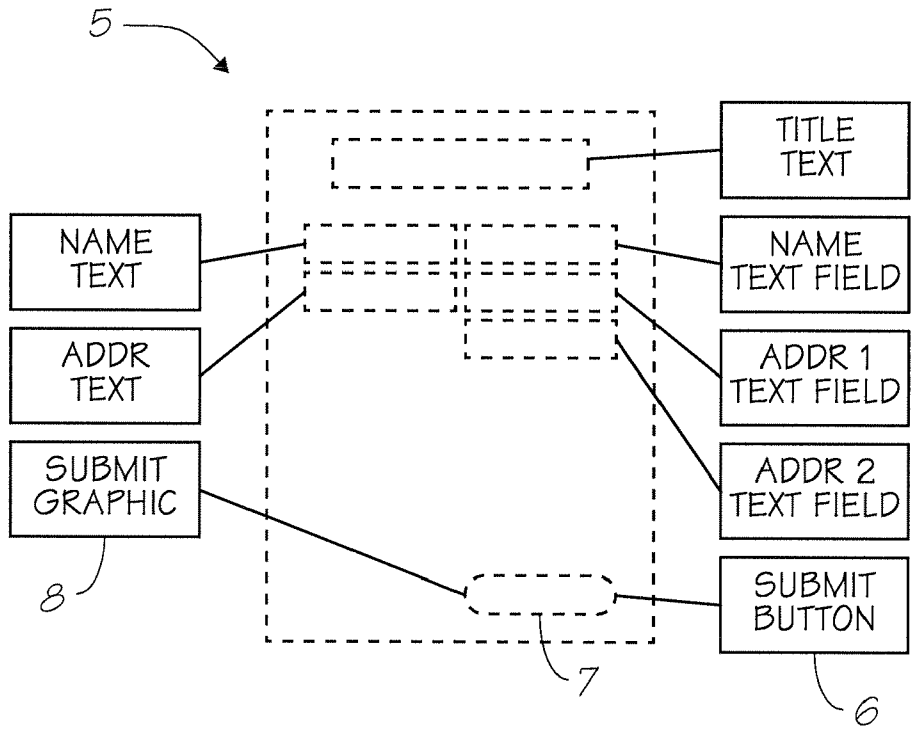 5
TITLE
TEXT
NAME
TEXT
NAME
TEXT FIELD
ADDR
TEXT
ADDR 1
TEXT FIELD
SUBMIT
GRAPHIC
ADDR 2
TEXT FIELD
8
SUBMIT
BUTTON
7
6